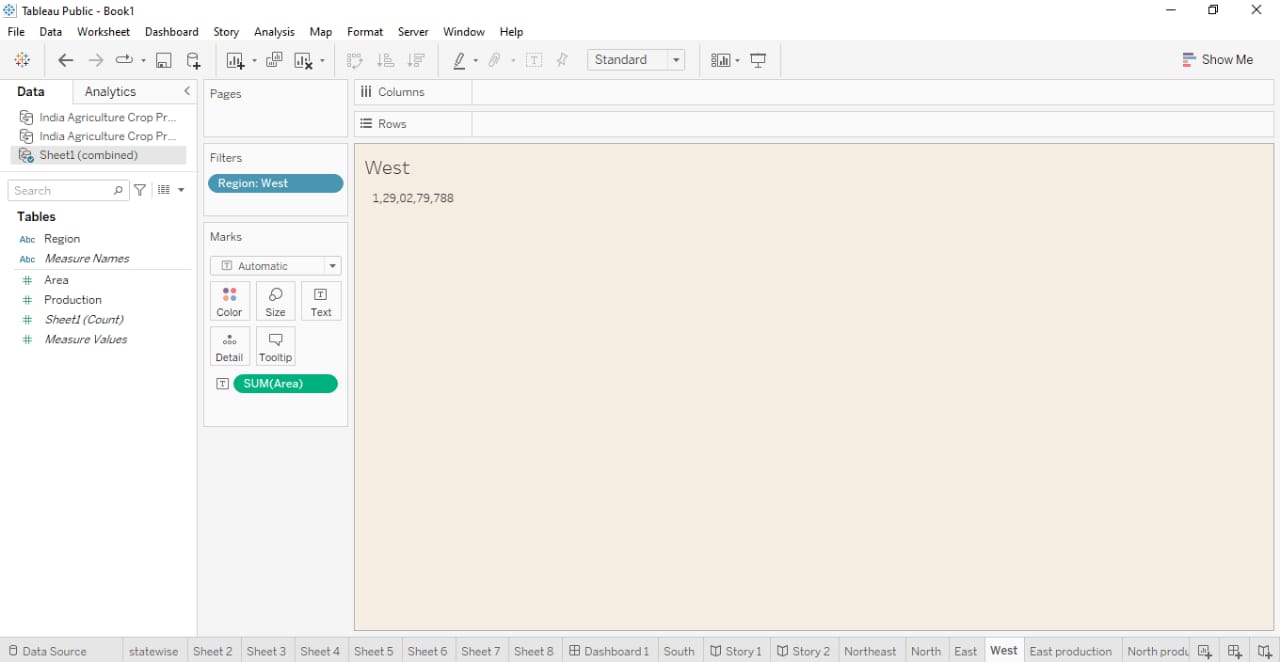 Tableau Public - Book1
File Data Worksheet Dashboard Story Analysis Map Format Server Window Help
Standard
Show Me
Data Analytics
India Agriculture Crop Pr...
India Agriculture Crop Pr...
Sheet1 (combined)
Search
Tables
Abc Region
Abc Measure Names
# Area
# Production
# Sheet1 (Count)
# Measure Values
Pages
Filters
Region: West
Marks
T Automatic
Color Size T Text
Detail Tooltip
T SUM(Area)
Columns
Rows
West
1,29,02,79,788
Data Source statewise Sheet 2 Sheet 3 Sheet 4 Sheet 5 Sheet 6 Sheet 7 Sheet 8 Dashboard 1 South Story 1 Story 2 Northeast North East West East production North produ